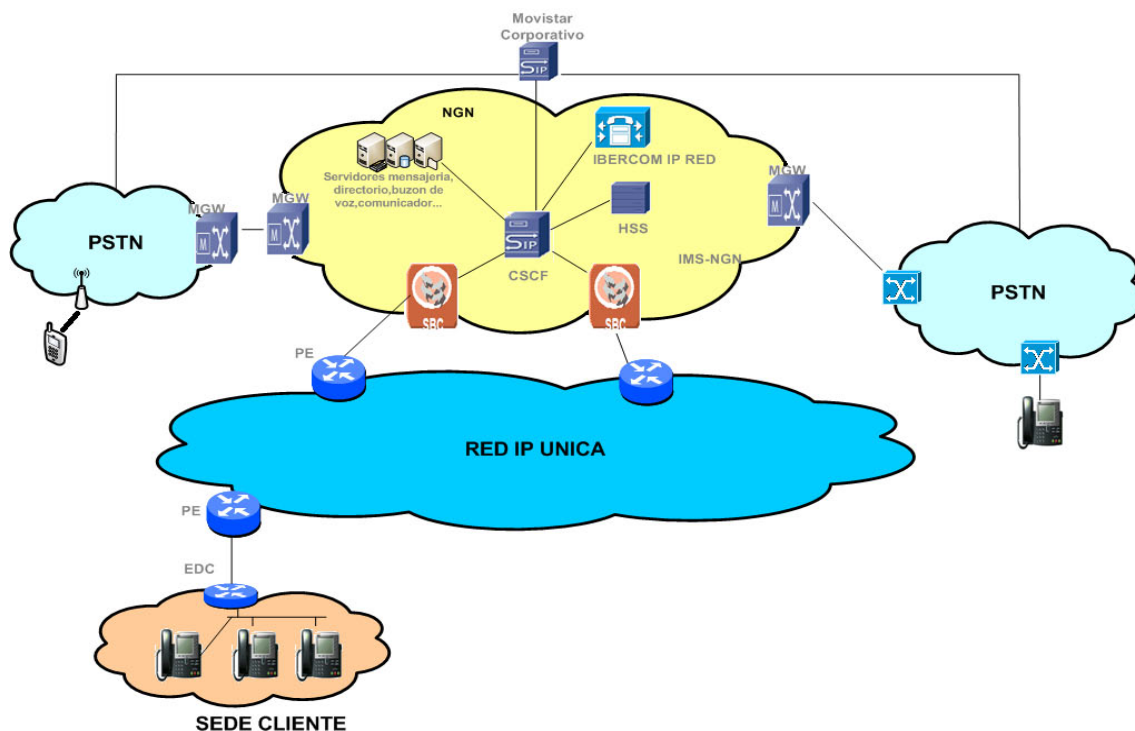 Movistar
Corporativo
SIP
NGN
IBERCOM IP RED
Servidores mensajeria,
directorio,buzon de
voz,comunicador...
MGW
MGW
MGW
M
M
M
HSS
PSTN
SIP
CSCF
IMS-NGN
PSTN
SBC
SBC
PE
RED IP UNICA
PE
EDC
SEDE CLIENTE